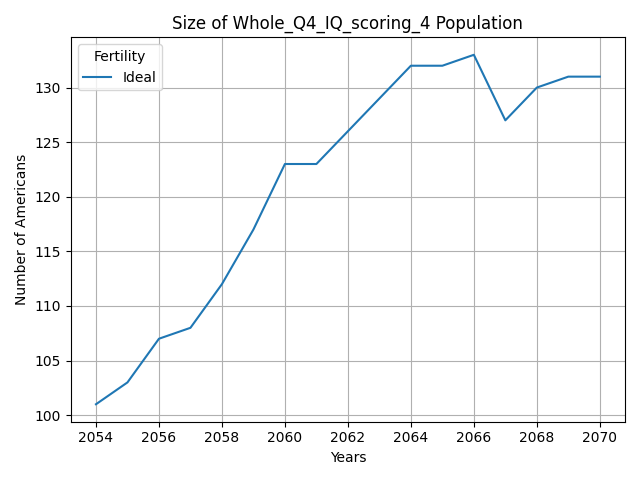 Size of Whole_Q4_IQ_scoring_4 Population
Fertility
Ideal
Number of Americans
130
125
120
115
110
105
100
2054 2056 2058 2060 2062 2064 2066 2068 2070
Years